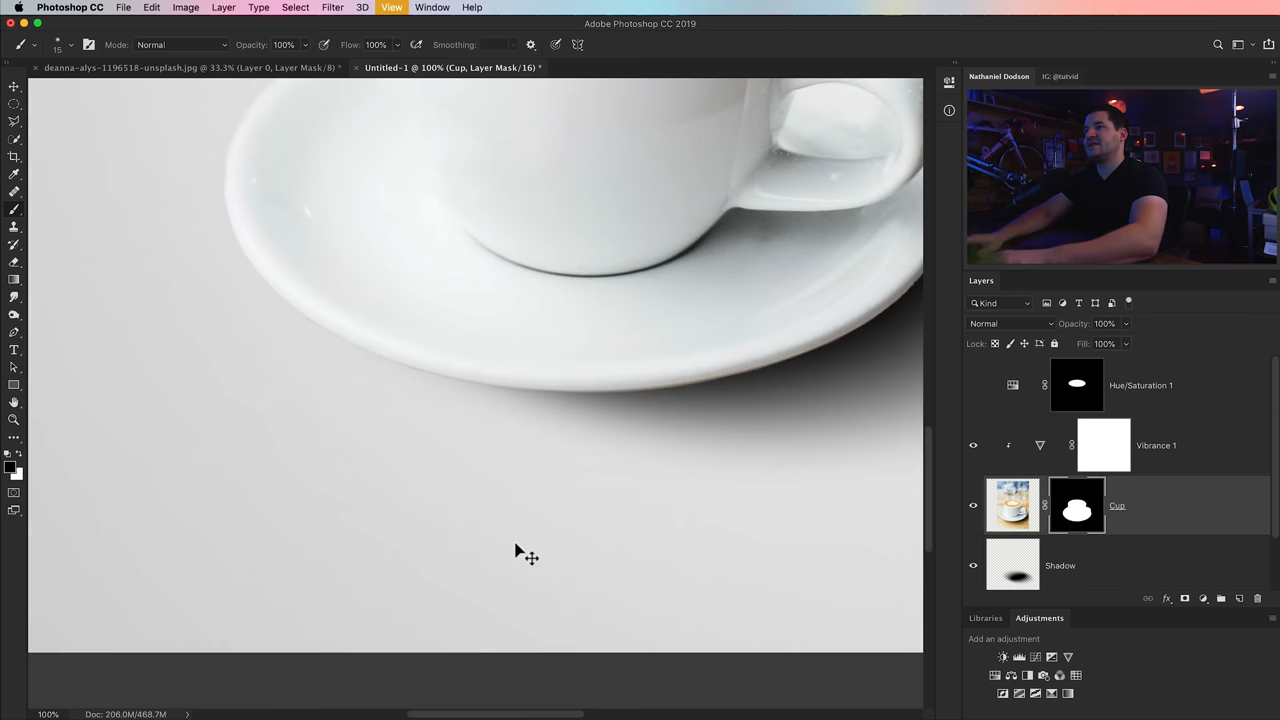 Photoshop CC File Edit Image Layer Type Select Filter 3D View Window Help
Adobe Photoshop CC 2019
15 Mode: Normal Opacity: 100% Flow: 100% Smoothing:
deanna-alys-1196518-unsplash.jpg @ 33.3% (Layer 0, Layer Mask/8) *
Untitled-1 @ 100% (Cup, Layer Mask/16) *
Nathaniel Dodson IG: @tutvid
Layers
Kind
Normal Opacity: 100%
Lock: Fill: 100%
Hue/Saturation 1
Vibrance 1
Cup
Shadow
Libraries Adjustments
Add an adjustment
100% Doc: 206.0M/468.7M